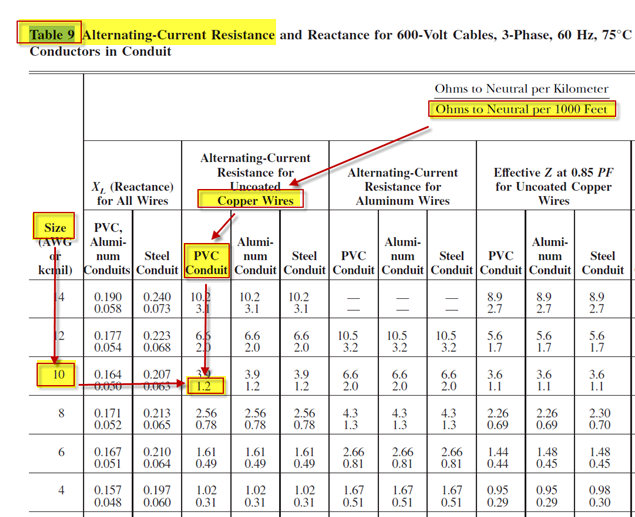 Table 9 Alternating-Current Resistance and Reactance for 600-Volt Cables, 3-Phase, 60 Hz, 75°C
Conductors in Conduit
Ohms to Neutral per Kilometer
Ohms to Neutral per 1000 Feet
Size
(AWG
or
kcmil)
X_L (Reactance)
for All Wires
Alternating-Current
Resistance for
Uncoated
Copper Wires
Alternating-Current
Resistance for
Aluminum Wires
Effective Z at 0.85 PF
for Uncoated Copper
Wires
PVC,
Alumi-
num
Conduits
Steel
Conduit
PVC
Conduit
Alumi-
num
Conduit
Steel
Conduit
PVC
Conduit
Alumi-
num
Conduit
Steel
Conduit
PVC
Conduit
Alumi-
num
Conduit
Steel
Conduit
14 0.190 0.240 10.2 10.2 10.2 — — — 8.9 8.9 8.9
0.058 0.073 3.1 3.1 3.1 — — — 2.7 2.7 2.7
12 0.177 0.223 6.6 6.6 6.6 10.5 10.5 10.5 5.6 5.6 5.6
0.054 0.068 2.0 2.0 2.0 3.2 3.2 3.2 1.7 1.7 1.7
10 0.164 0.207 3.9 3.9 3.9 6.6 6.6 6.6 3.6 3.6 3.6
0.050 0.063 1.2 1.2 1.2 2.0 2.0 2.0 1.1 1.1 1.1
8 0.171 0.213 2.56 2.56 2.56 4.3 4.3 4.3 2.26 2.26 2.30
0.052 0.065 0.78 0.78 0.78 1.3 1.3 1.3 0.69 0.69 0.70
6 0.167 0.210 1.61 1.61 1.61 2.66 2.66 2.66 1.44 1.48 1.48
0.051 0.064 0.49 0.49 0.49 0.81 0.81 0.81 0.44 0.45 0.45
4 0.157 0.197 1.02 1.02 1.02 1.67 1.67 1.67 0.95 0.95 0.98
0.048 0.060 0.31 0.31 0.31 0.51 0.51 0.51 0.29 0.29 0.30